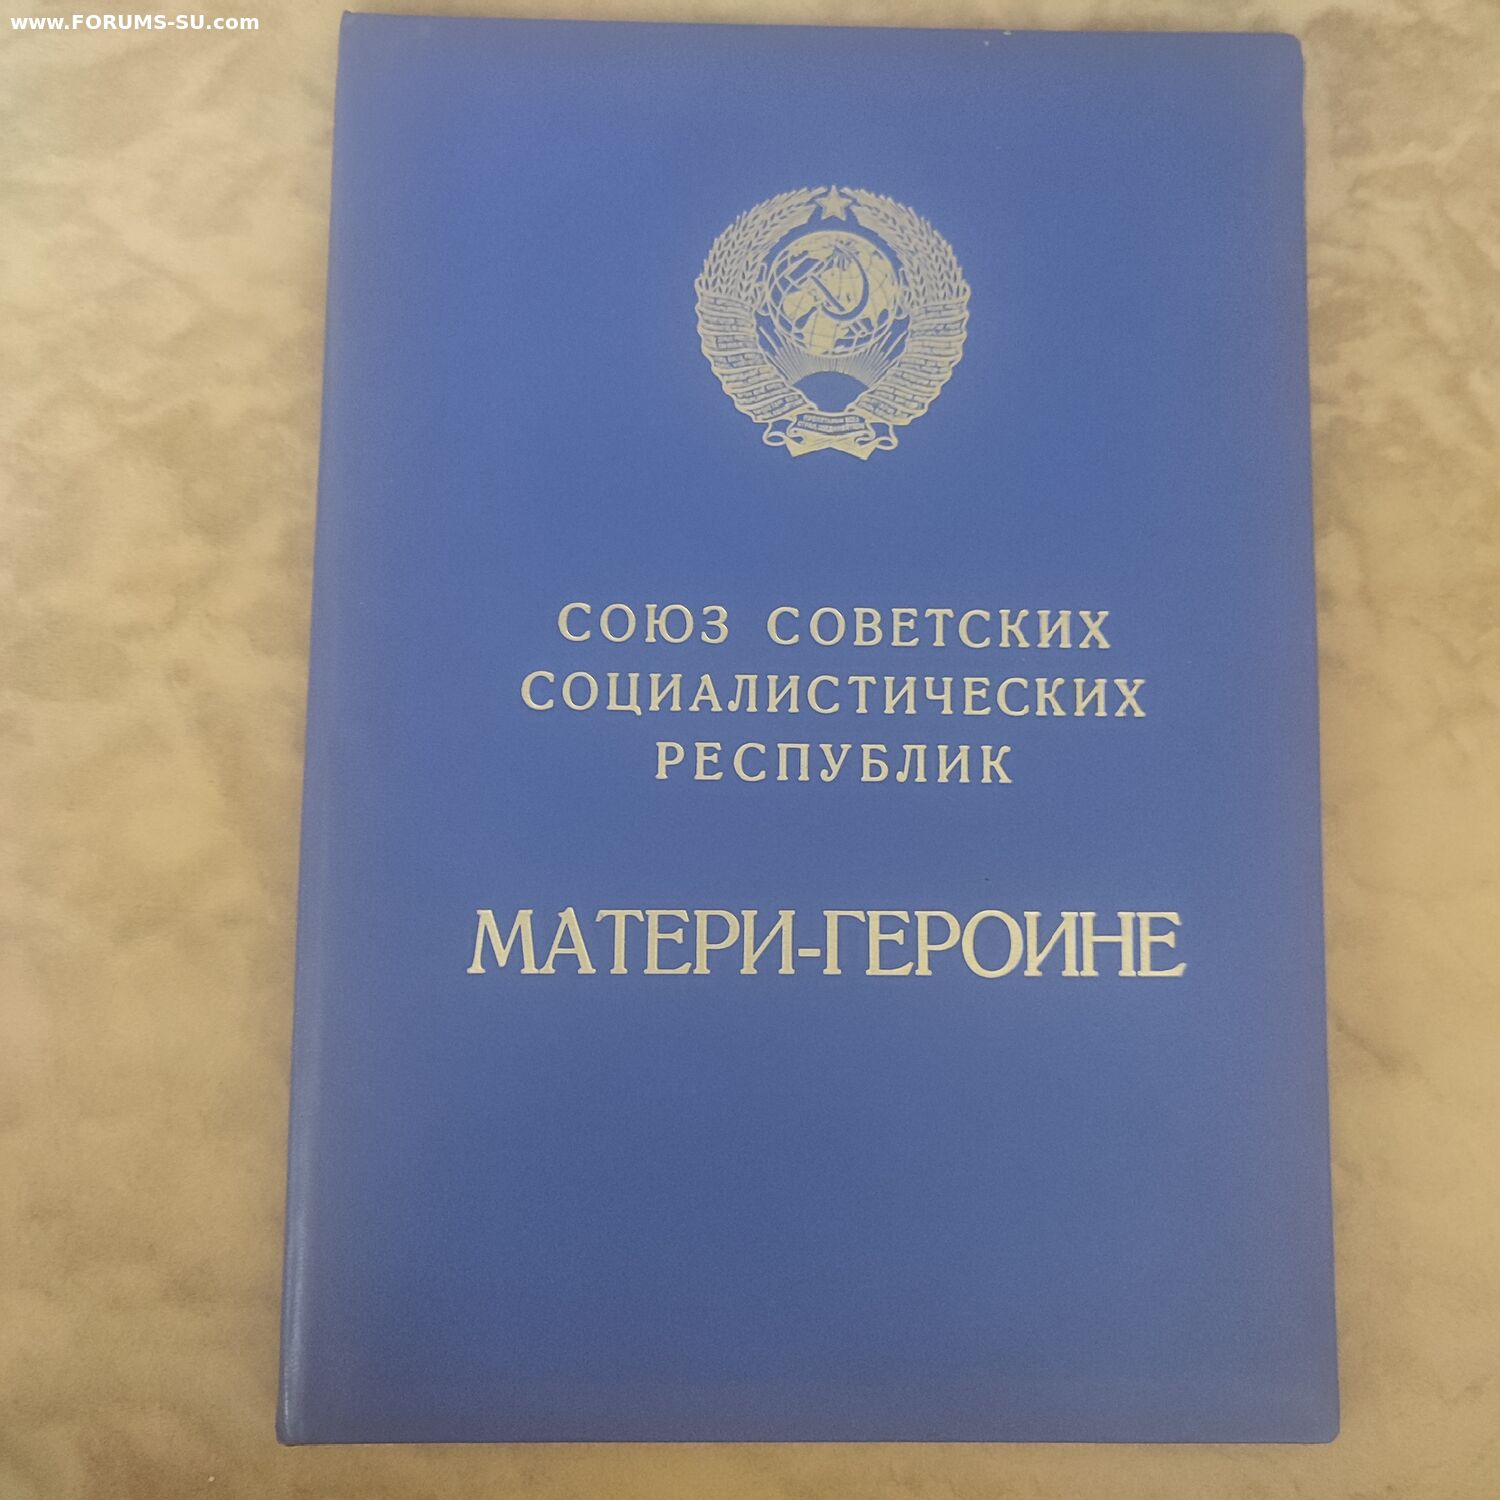 www.FORUMS-SU.com
СОЮЗ СОВЕТСКИХ
СОЦИАЛИСТИЧЕСКИХ
РЕСПУБЛИК
МАТЕРИ-ГЕРОИНЕ